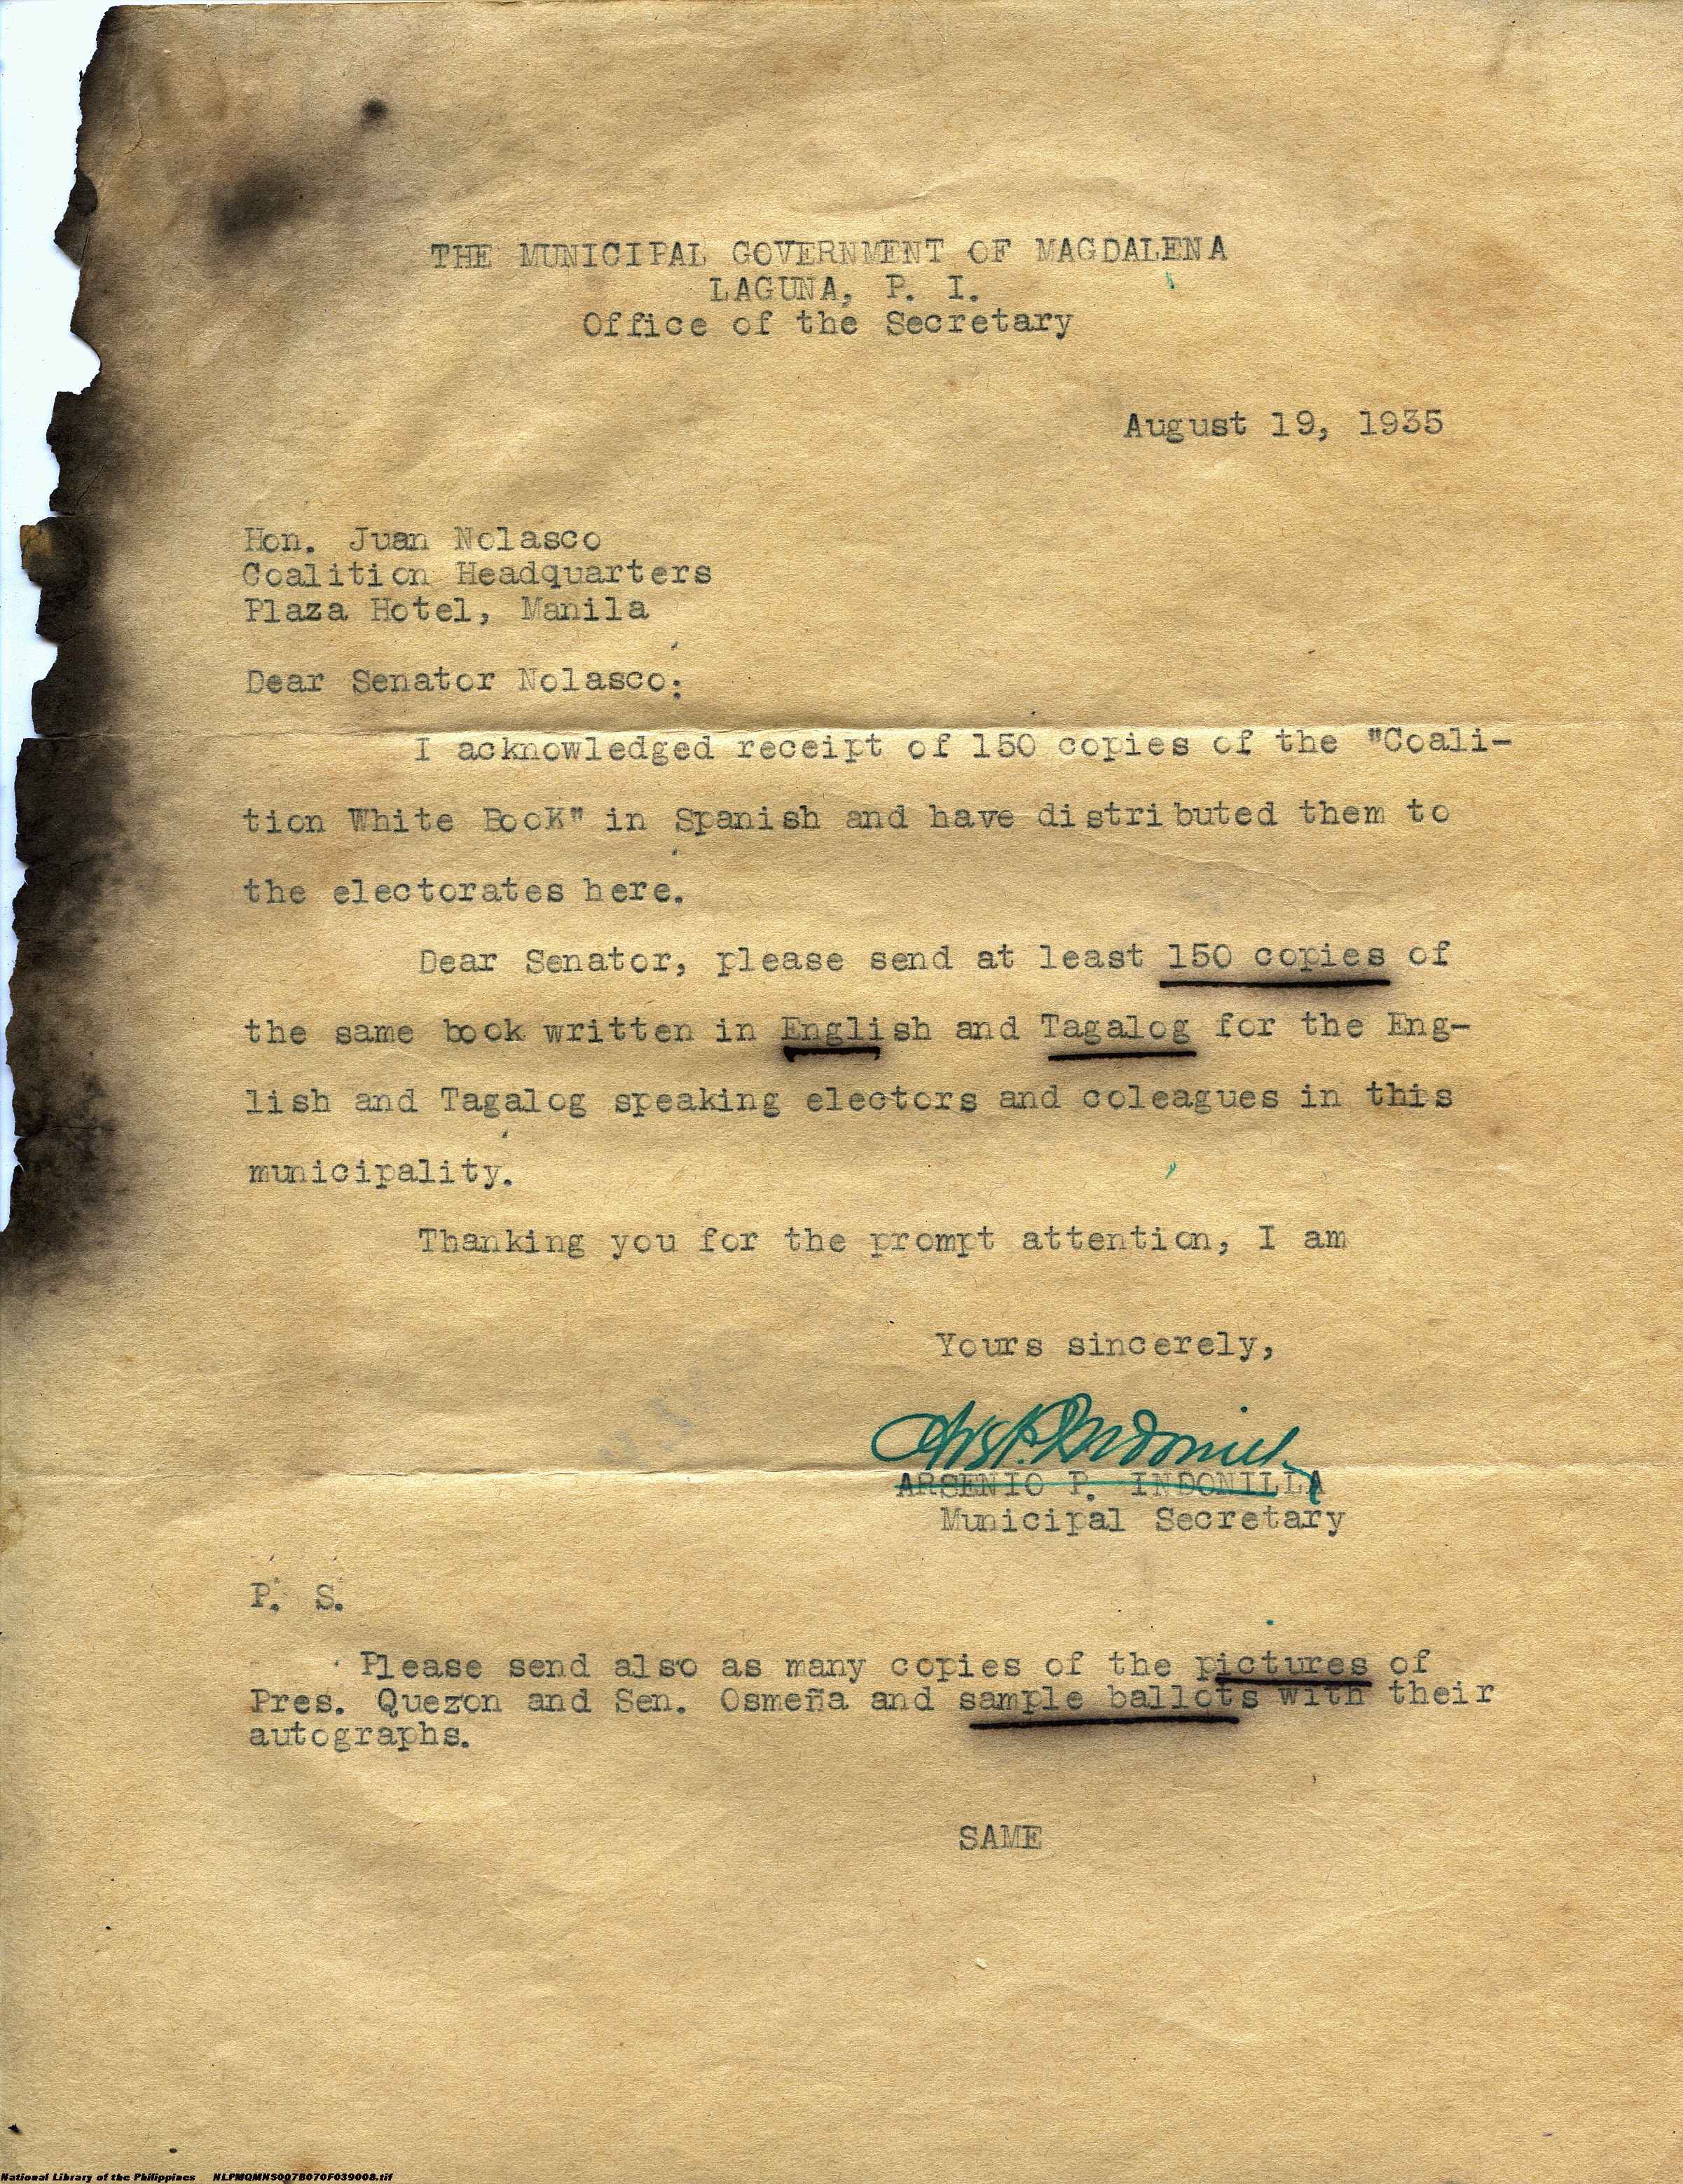 THE MUNICIPAL GOVERNMENT OF MAGDALENA
LAGUNA, P. I.
Office of the Secretary
August 19, 1935
Hon. Juan Nolasco
Coalition Headquarters
Plaza Hotel, Manila
Dear Senator Nolasco:
I acknowledged receipt of 150 copies of the "Coali-
tion White BooK" in Spanish and have distributed them to
the electorates here.
Dear Senator, please send at least 150 copies of
the same book written in English and Tagalog for the Eng-
lish and Tagalog speaking electors and coleagues in this
municipality.
Thanking you for the prompt attention, I am
Yours sincerely,
ARSENIO P. INDONILLA
Municipal Secretary
P. S.
Please send also as many copies of the pictures of
Pres. Quezon and Sen. Osmeña and sample ballots with their
autographs.
SAME
National Library of the Philippines NLPMQMNS007B070F039008.tif